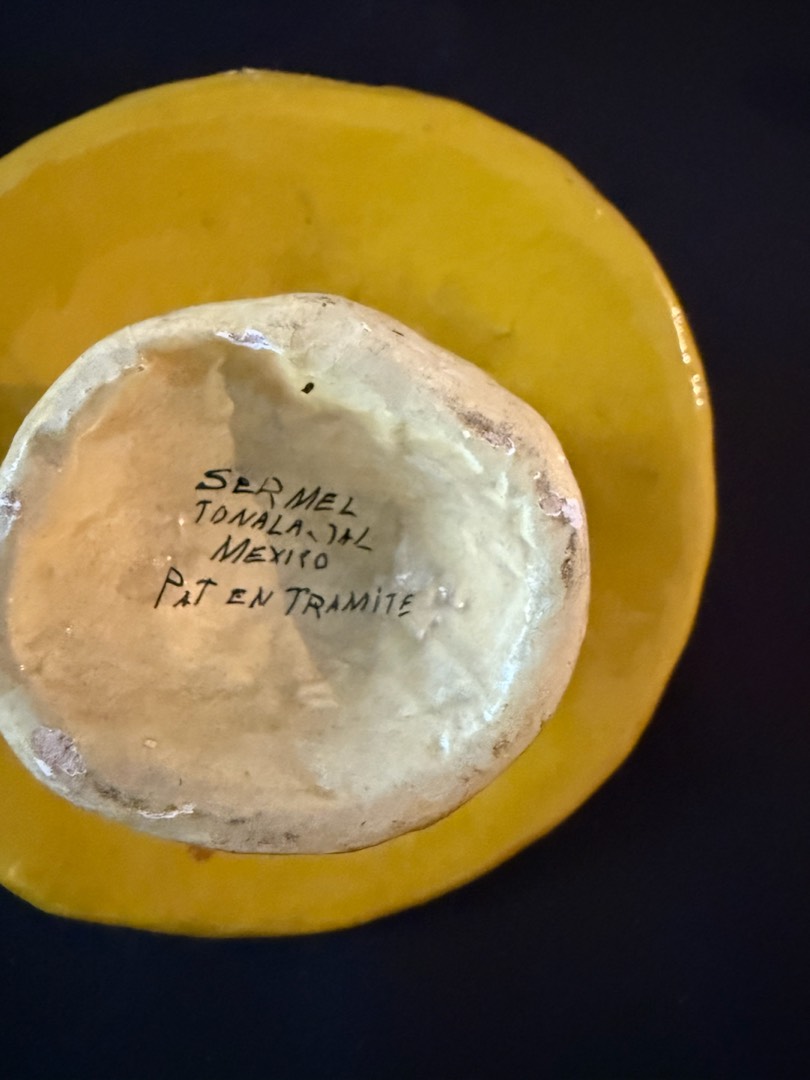 SERMEL
TONALA, JAL
MEXICO
PAT EN TRAMITE